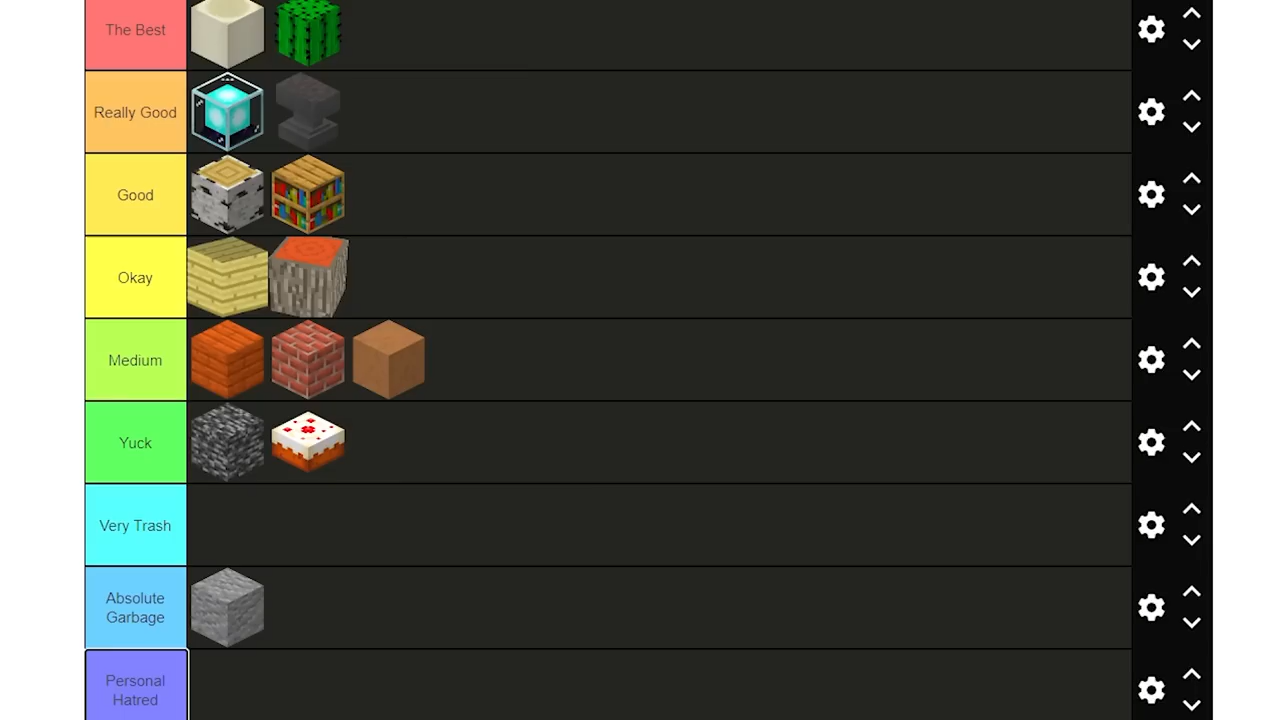 The Best
Really Good
Good
Okay
Medium
Yuck
Very Trash
Absolute
Garbage
Personal
Hatred